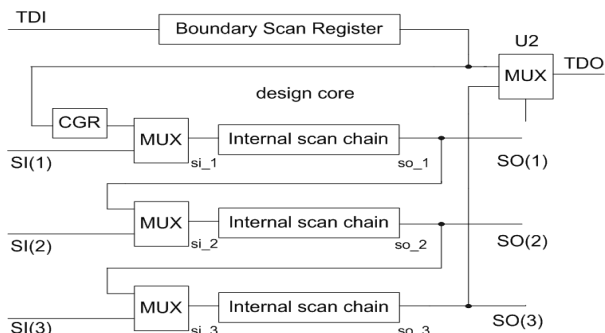 TDI
Boundary Scan Register
U2
MUX
TDO
design core
CGR
MUX
Internal scan chain
SI(1)
si_1
so_1
SO(1)
MUX
Internal scan chain
SI(2)
si_2
so_2
SO(2)
MUX
Internal scan chain
SI(3)
si_3
so_3
SO(3)